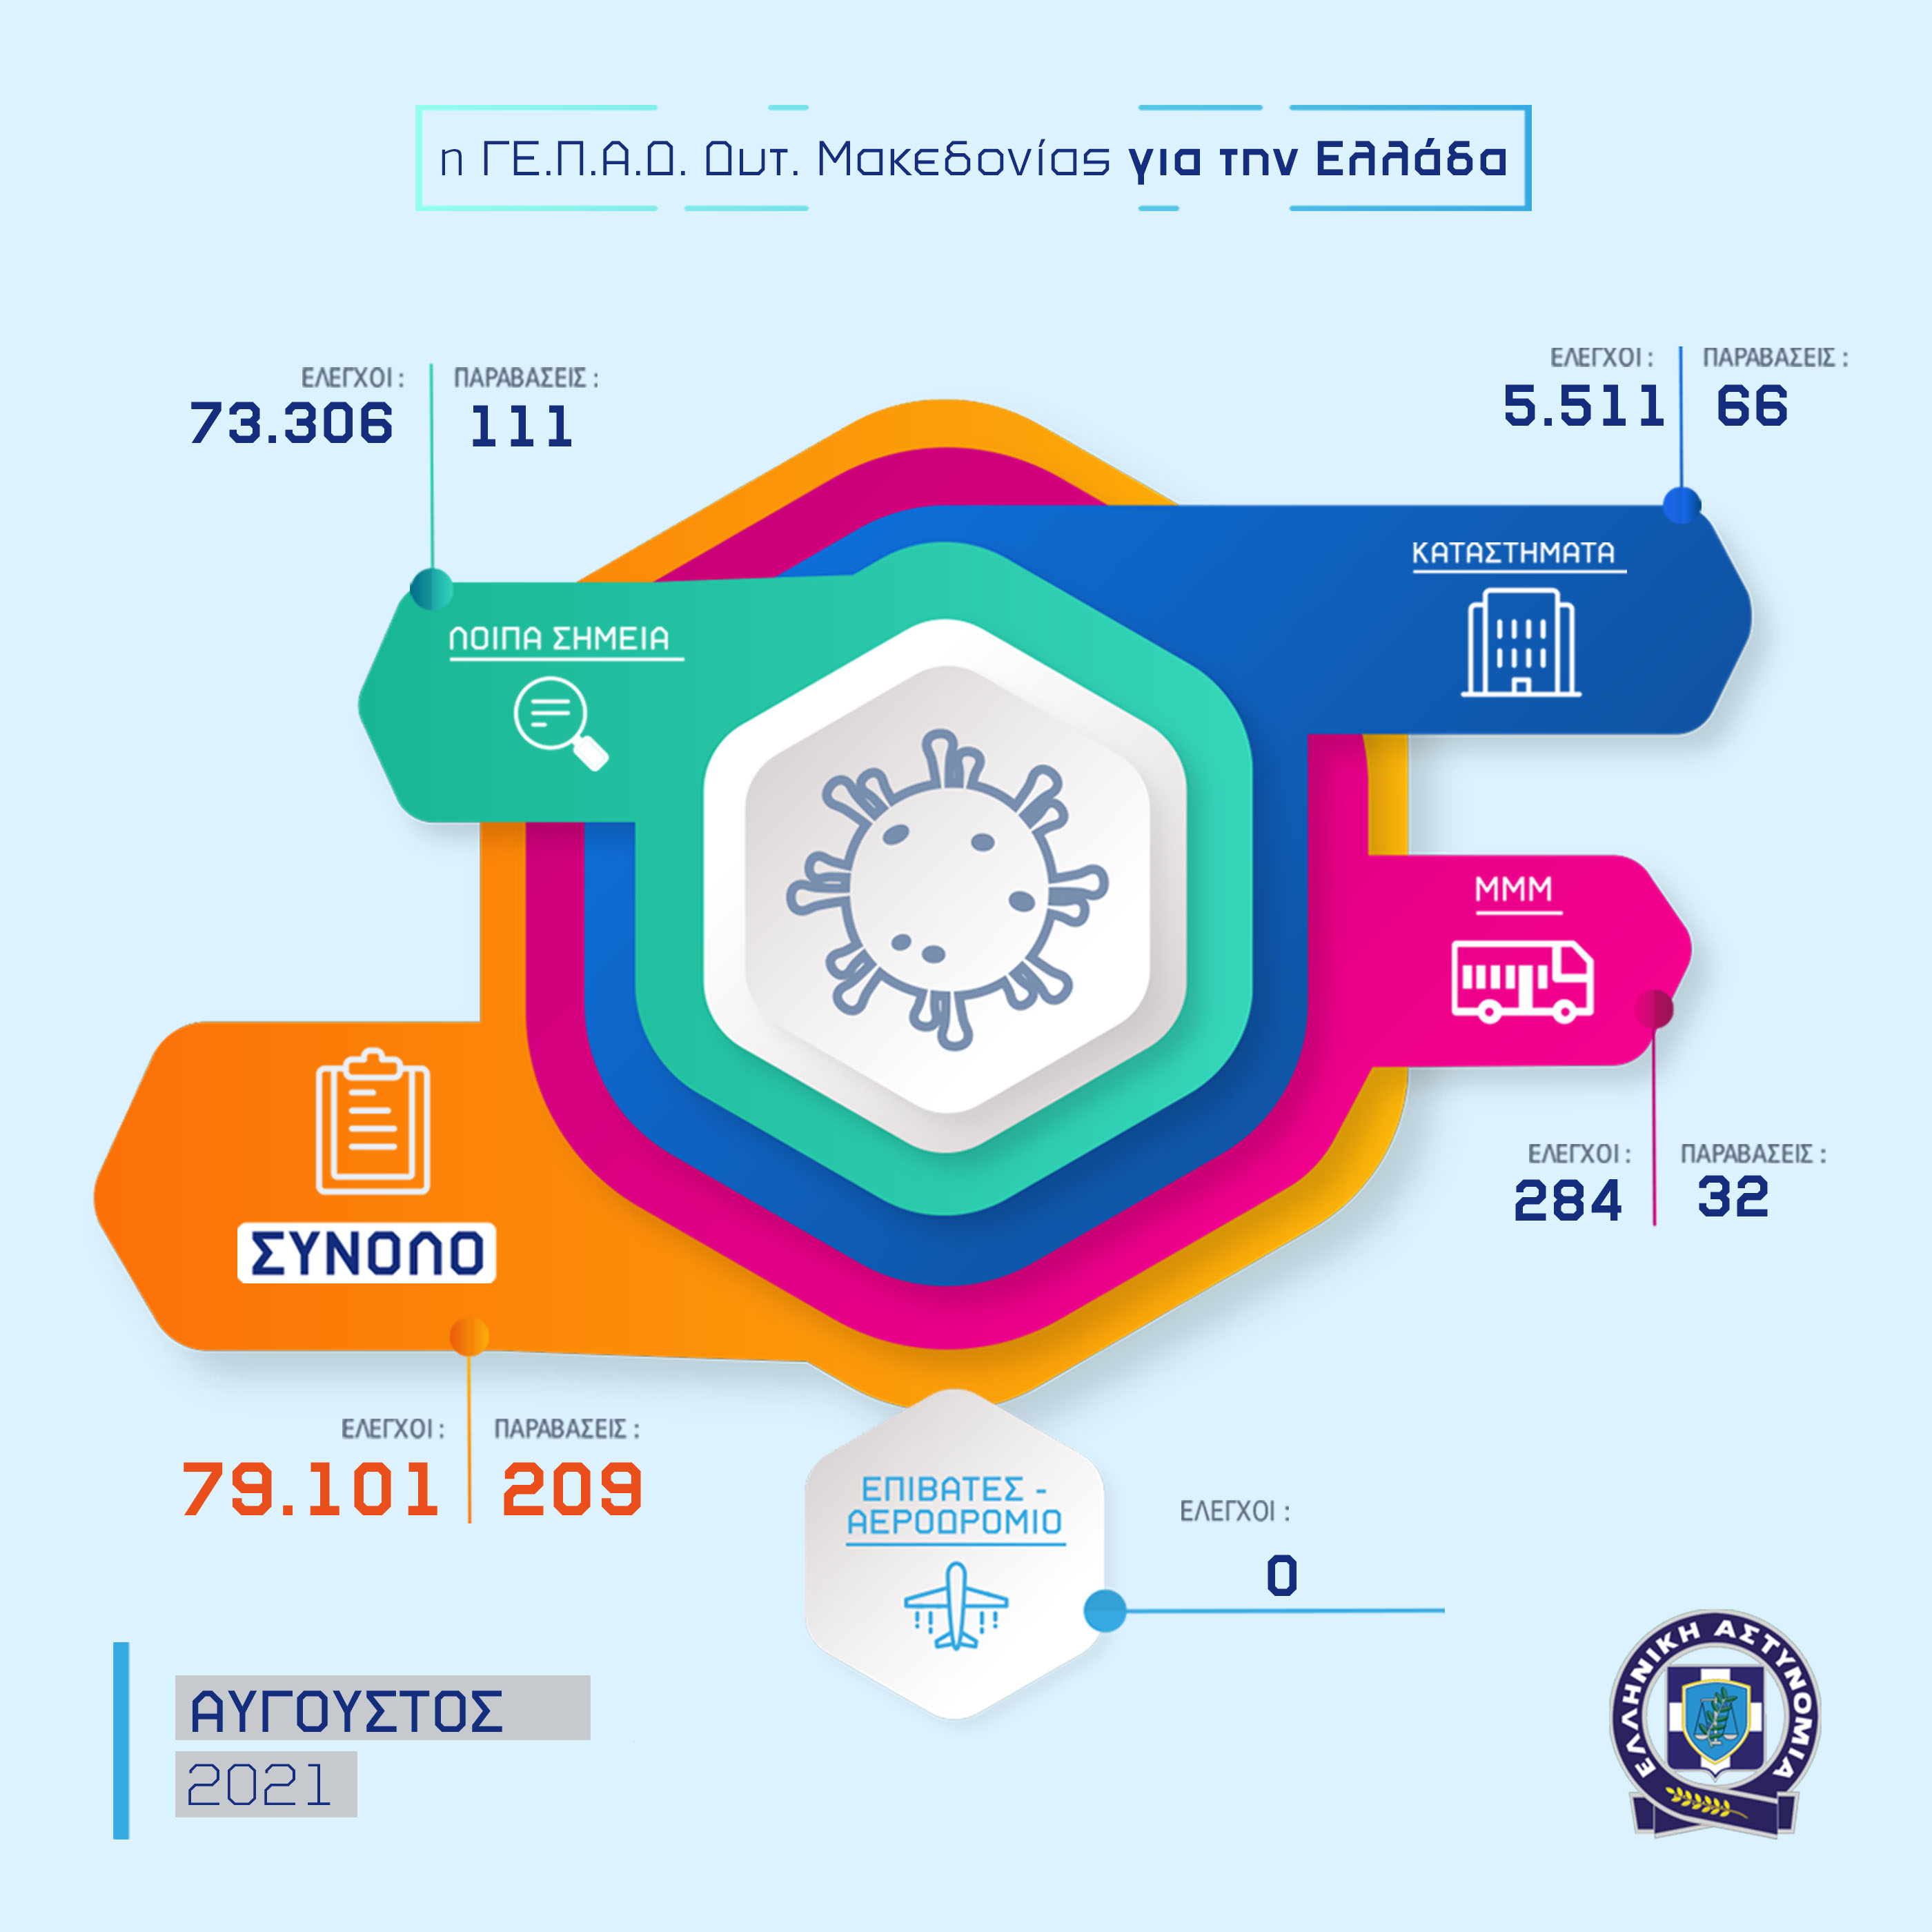 η ΓΕ.Π.Α.Δ. Δυτ. Μακεδονίας για την Ελλάδα
ΕΛΕΓΧΟΙ : ΠΑΡΑΒΑΣΕΙΣ :
73.306 111
ΕΛΕΓΧΟΙ : ΠΑΡΑΒΑΣΕΙΣ :
5.511 66
ΚΑΤΑΣΤΗΜΑΤΑ
ΛΟΙΠΑ ΣΗΜΕΙΑ
ΜΜΜ
ΕΛΕΓΧΟΙ : ΠΑΡΑΒΑΣΕΙΣ :
284 32
ΣΥΝΟΛΟ
ΕΛΕΓΧΟΙ : ΠΑΡΑΒΑΣΕΙΣ :
79.101 209
ΕΠΙΒΑΤΕΣ -
ΑΕΡΟΔΡΟΜΙΟ
ΕΛΕΓΧΟΙ :
0
ΑΥΓΟΥΣΤΟΣ
2021
ΕΛΛΗΝΙΚΗ ΑΣΤΥΝΟΜΙΑ